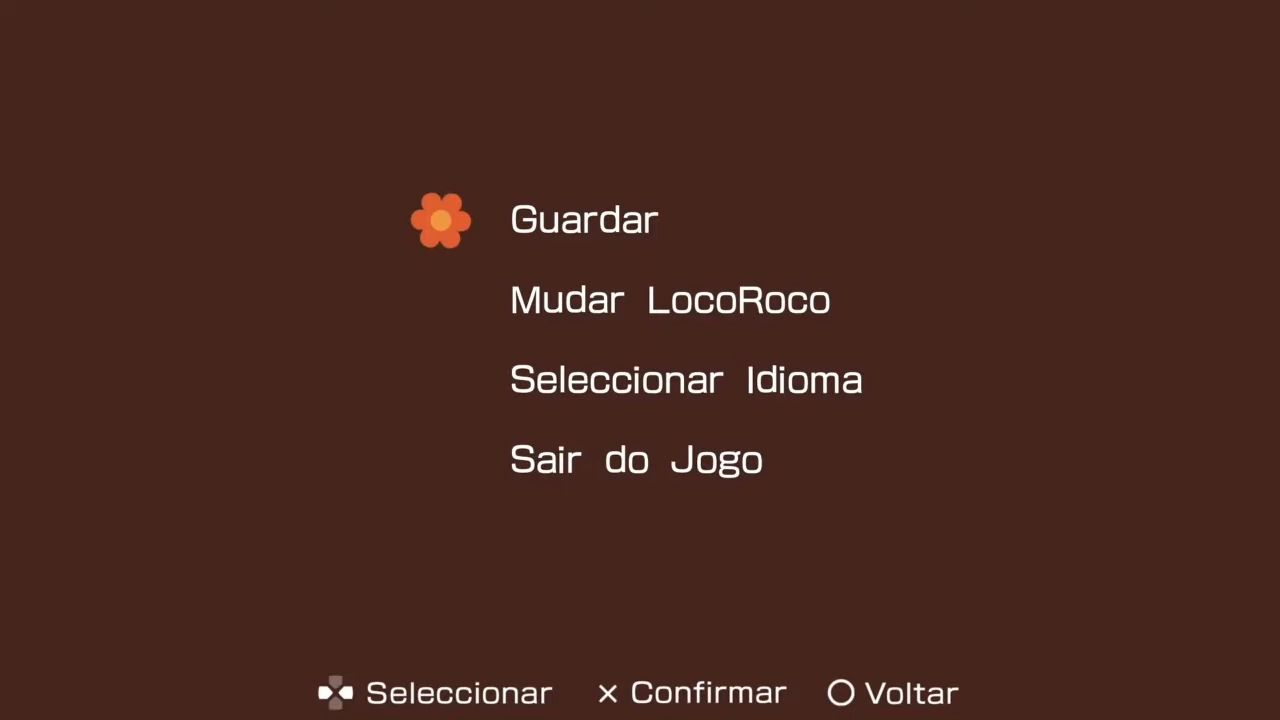 Guardar
Mudar LocoRoco
Seleccionar Idioma
Sair do Jogo
Seleccionar Confirmar Voltar